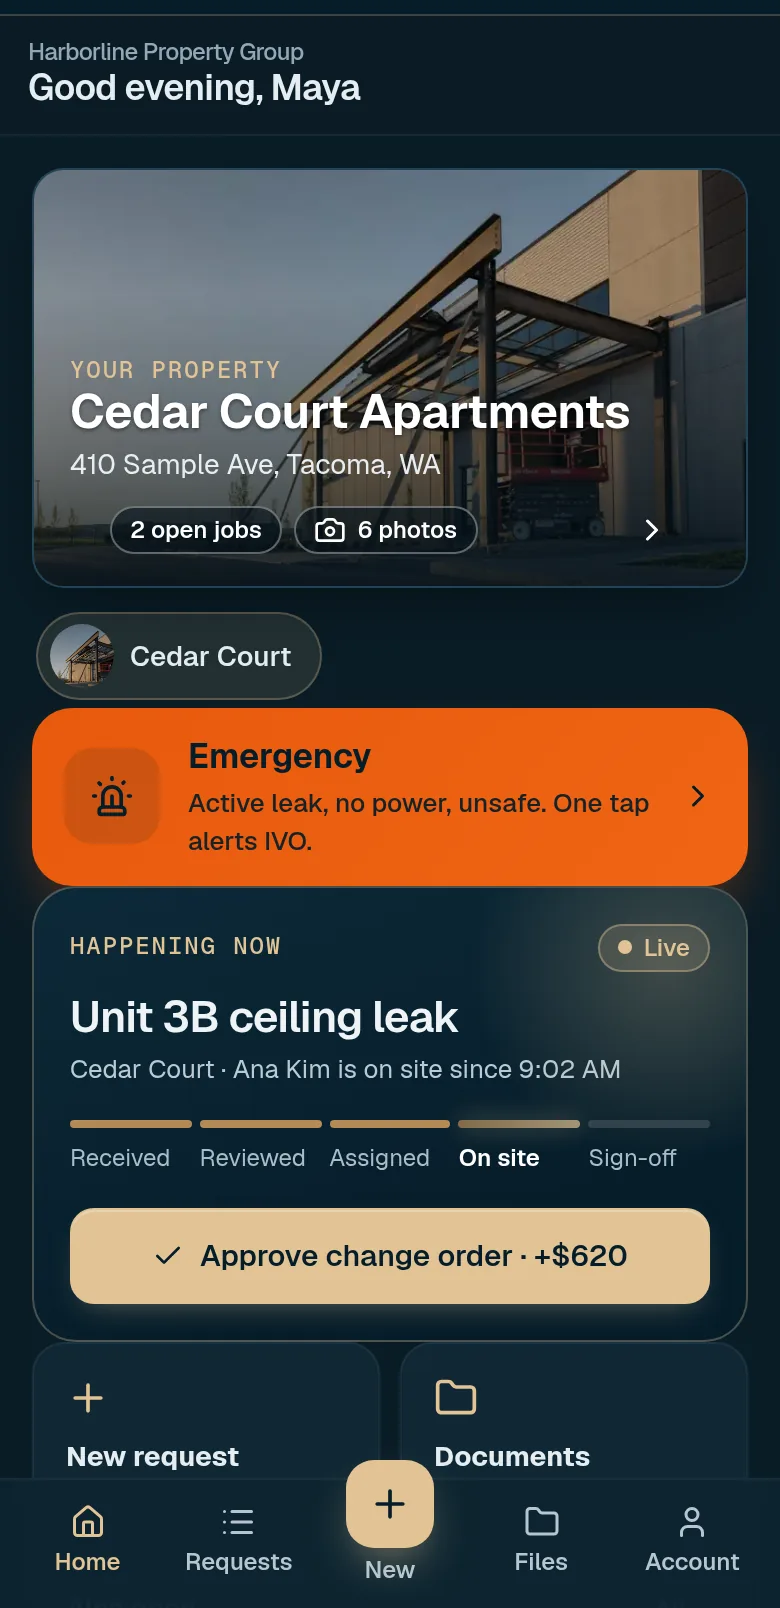 Harborline Property Group
Good evening, Maya
YOUR PROPERTY
Cedar Court Apartments
410 Sample Ave, Tacoma, WA
2 open jobs
6 photos
Cedar Court
Emergency
Active leak, no power, unsafe. One tap
alerts IVO.
HAPPENING NOW
Live
Unit 3B ceiling leak
Cedar Court · Ana Kim is on site since 9:02 AM
Received Reviewed Assigned On site Sign-off
Approve change order · +$620
New request
Documents
Home Requests New Files Account